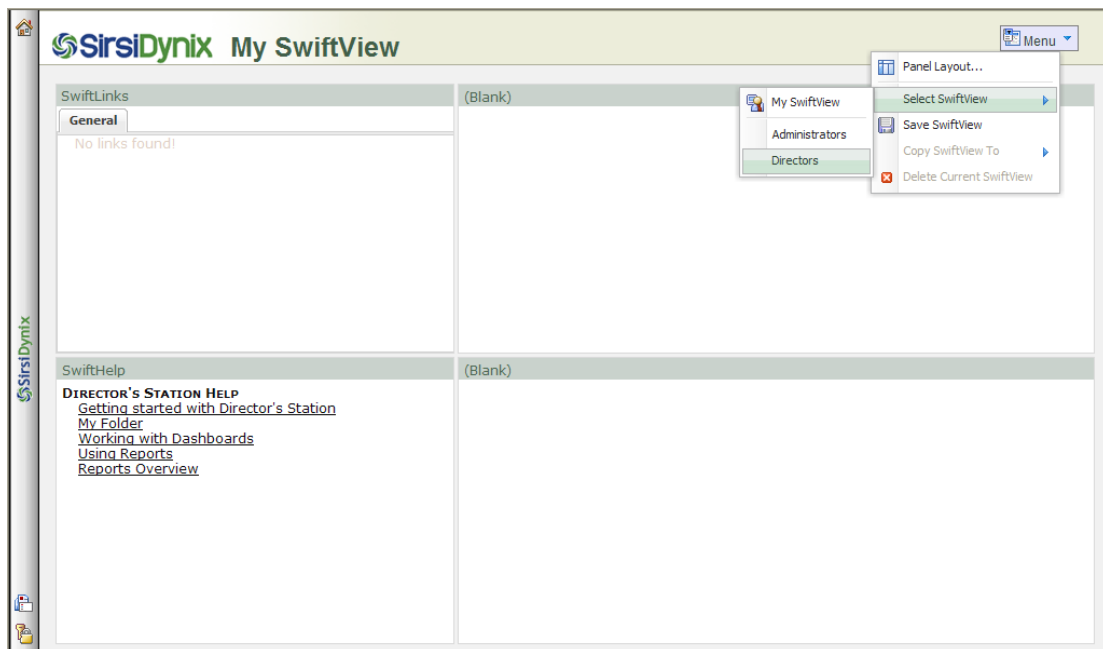 SirsiDynix My SwiftView
Menu
Panel Layout...
Select SwiftView
Save SwiftView
Copy SwiftView To
Delete Current SwiftView
My SwiftView
Administrators
Directors
SwiftLinks
General
No links found!
(Blank)
SirsiDynix
SwiftHelp
DIRECTOR'S STATION HELP
Getting started with Director's Station
My Folder
Working with Dashboards
Using Reports
Reports Overview
(Blank)